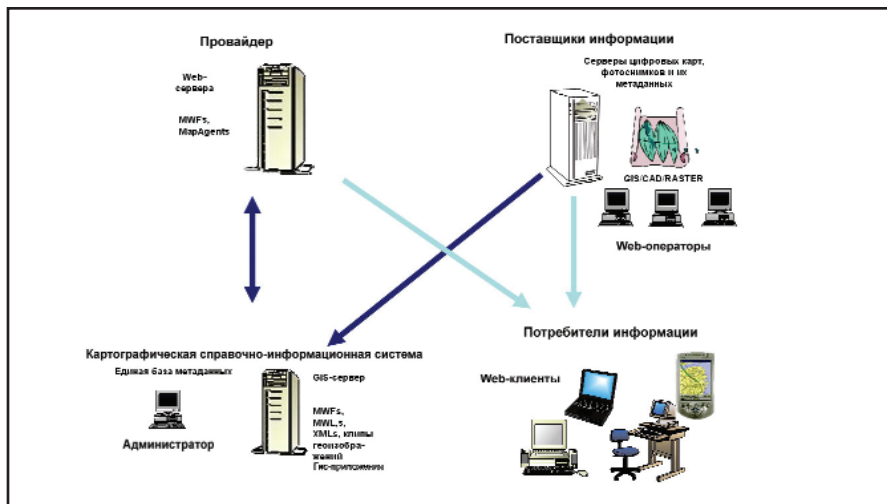 Провайдер
Web-
сервера
MWFs,
MapAgents
Поставщики информации
Серверы цифровых карт,
фотоснимков и их
метаданных
GIS/CAD/RASTER
Web-операторы
Картографическая справочно-информационная система
Единая база метаданных
Администратор
GIS-сервер
MWFs,
MWL,s,
XMLs, клипы
геоизобра-
жений
Гис-приложения
Потребители информации
Web-клиенты